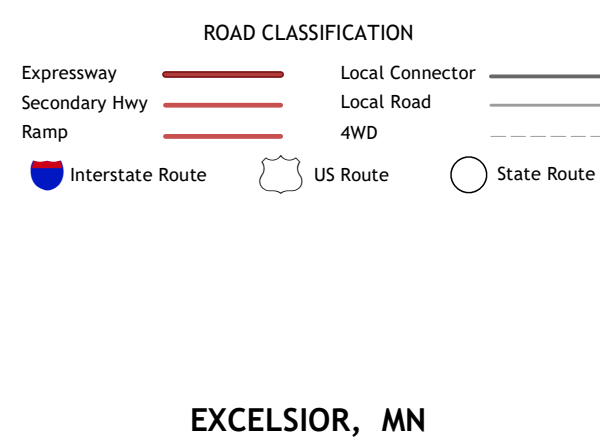 ROAD CLASSIFICATION
Expressway
Local Connector
Secondary Hwy
Local Road
Ramp
4WD
Interstate Route
US Route
State Route
EXCELSIOR, MN